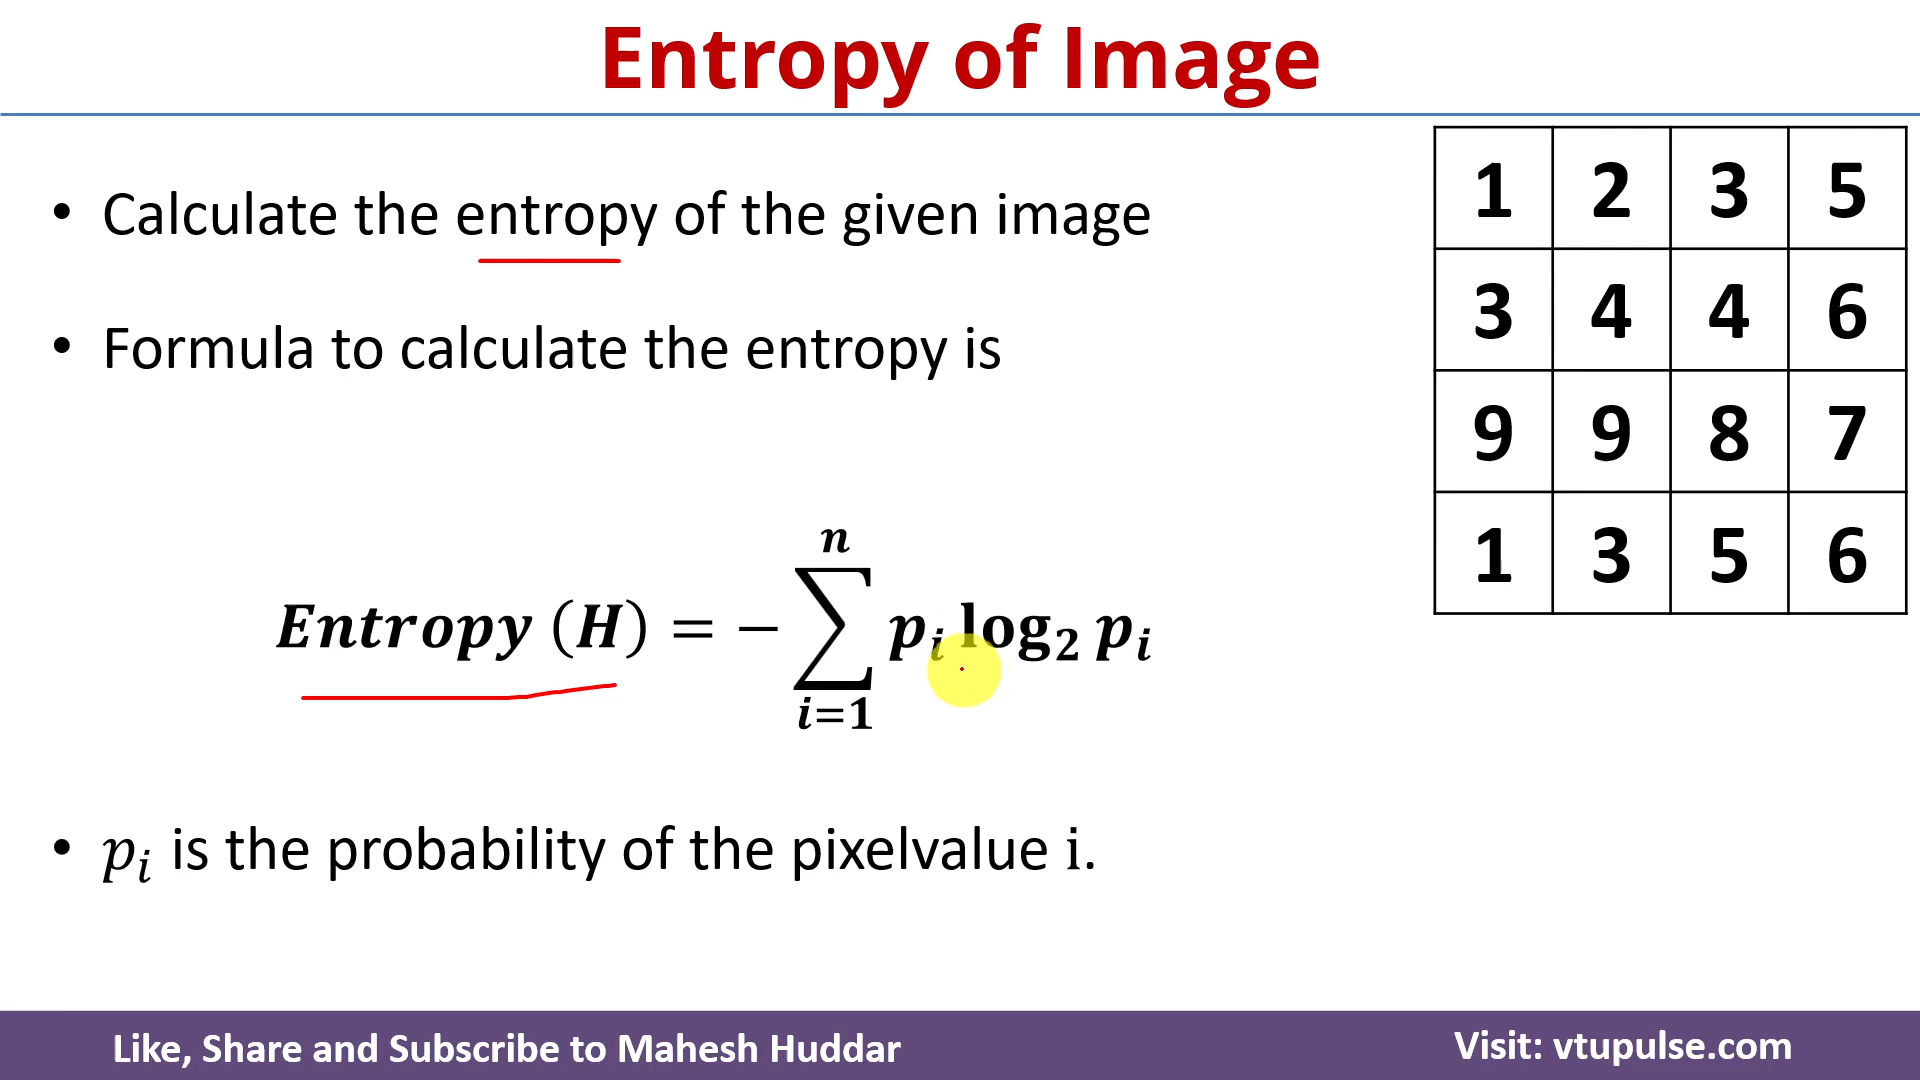 Entropy of Image
• Calculate the entropy of the given image
• Formula to calculate the entropy is
Entropy (H) = − ∑ᵢ₌₁ⁿ pᵢ log₂ pᵢ
• pᵢ is the probability of the pixelvalue i.
1 2 3 5
3 4 4 6
9 9 8 7
1 3 5 6
Like, Share and Subscribe to Mahesh Huddar
Visit: vtupulse.com